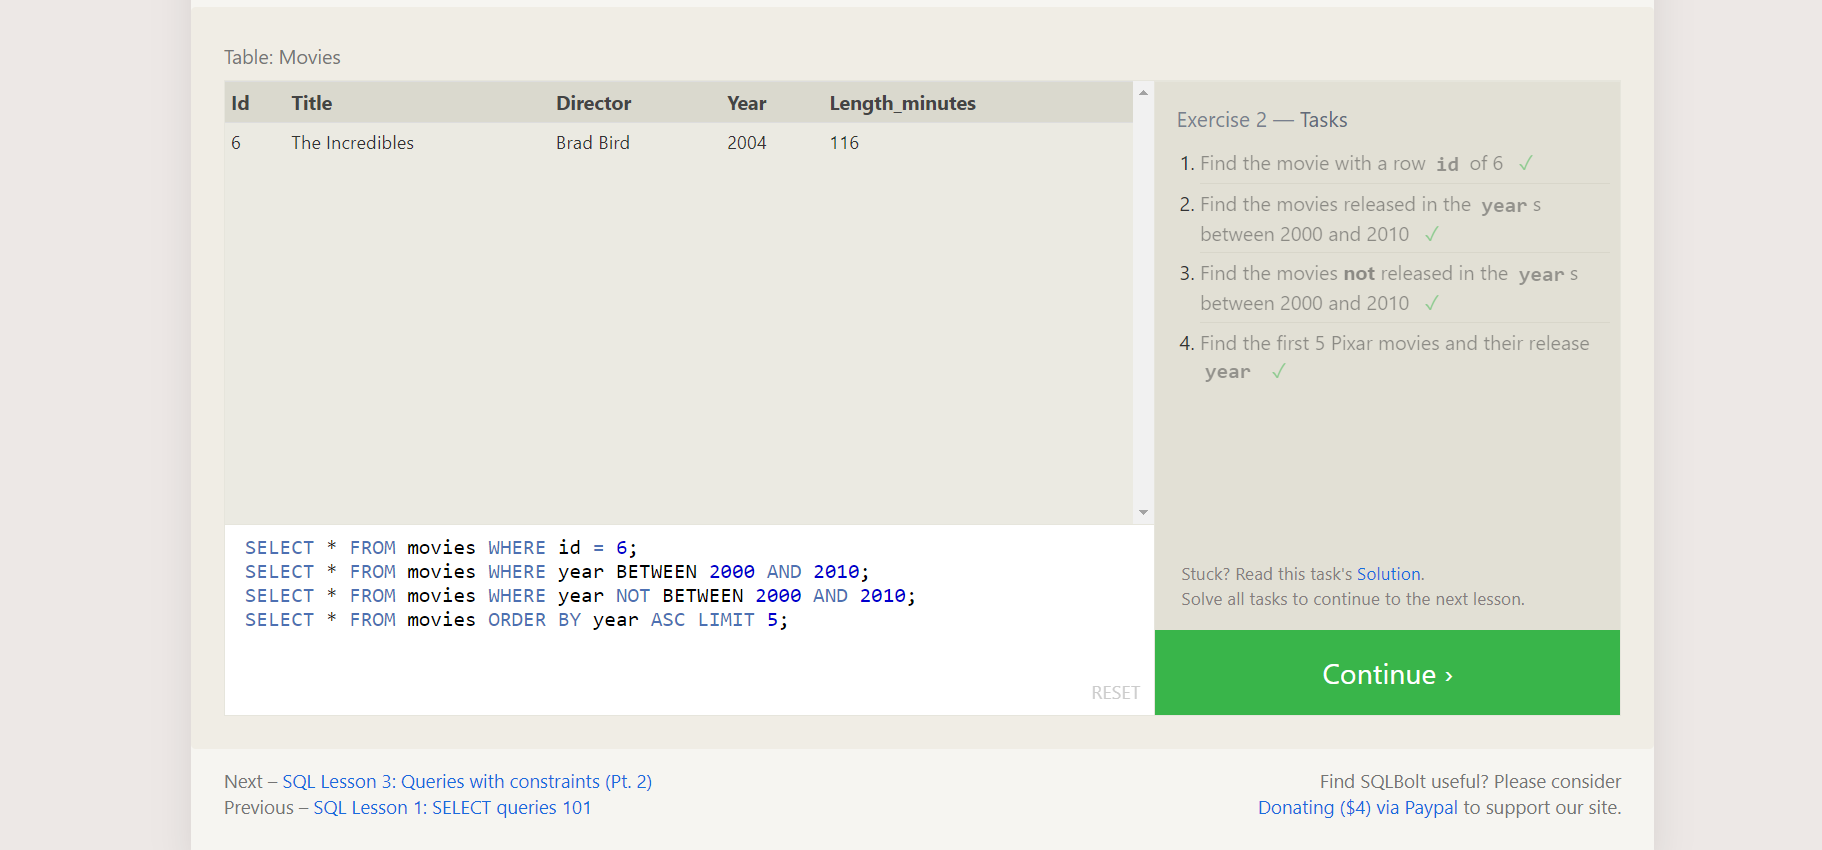 Table: Movies
Id Title Director Year Length_minutes
6 The Incredibles Brad Bird 2004 116
SELECT * FROM movies WHERE id = 6;
SELECT * FROM movies WHERE year BETWEEN 2000 AND 2010;
SELECT * FROM movies WHERE year NOT BETWEEN 2000 AND 2010;
SELECT * FROM movies ORDER BY year ASC LIMIT 5;
RESET
Exercise 2 — Tasks
1. Find the movie with a row id of 6 ✓
2. Find the movies released in the year s
between 2000 and 2010 ✓
3. Find the movies not released in the year s
between 2000 and 2010 ✓
4. Find the first 5 Pixar movies and their release
year ✓
Stuck? Read this task's Solution.
Solve all tasks to continue to the next lesson.
Continue ›
Next – SQL Lesson 3: Queries with constraints (Pt. 2)
Previous – SQL Lesson 1: SELECT queries 101
Find SQLBolt useful? Please consider
Donating ($4) via Paypal to support our site.